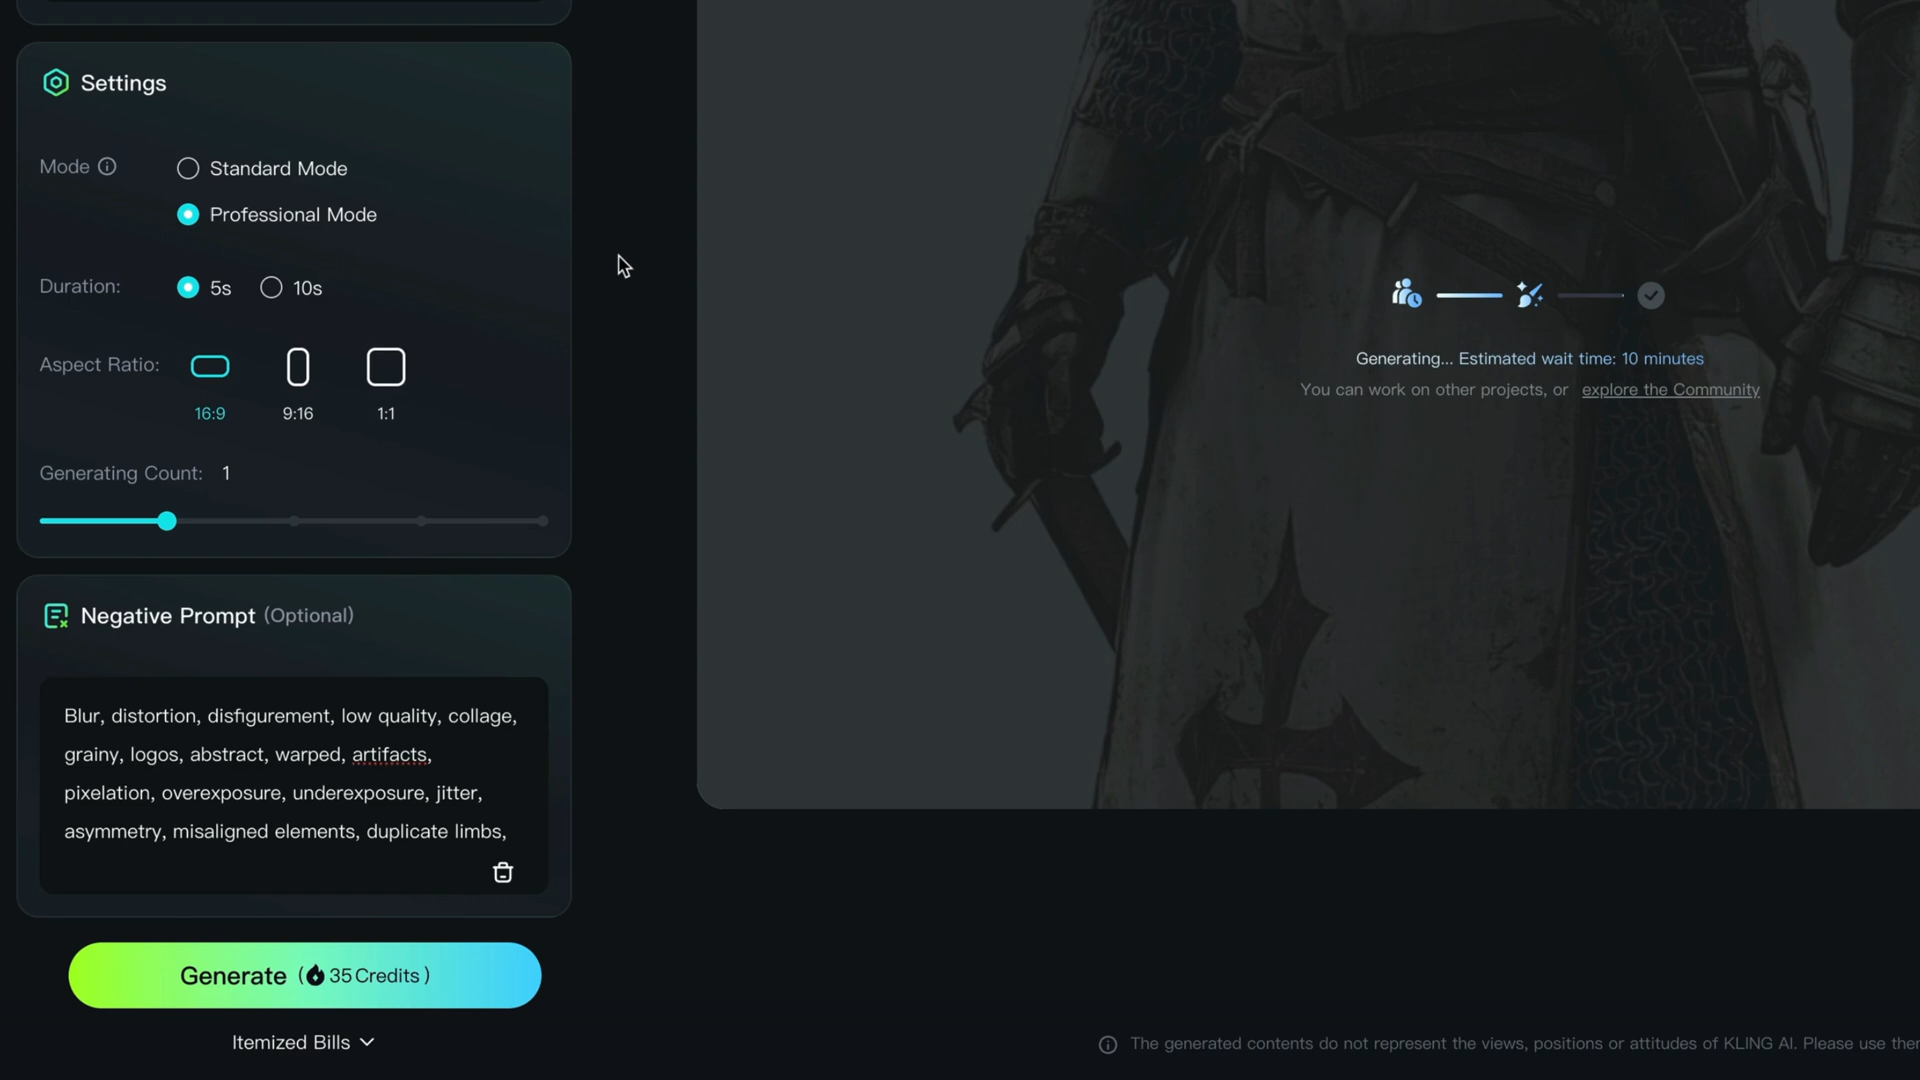 Settings
Mode
Standard Mode
Professional Mode
Duration:
5s
10s
Aspect Ratio:
16:9
9:16
1:1
Generating Count: 1
Negative Prompt (Optional)
Blur, distortion, disfigurement, low quality, collage,
grainy, logos, abstract, warped, artifacts,
pixelation, overexposure, underexposure, jitter,
asymmetry, misaligned elements, duplicate limbs,
Generate (35 Credits)
Itemized Bills
Generating... Estimated wait time: 10 minutes
You can work on other projects, or explore the Community
The generated contents do not represent the views, positions or attitudes of KLING AI. Please use